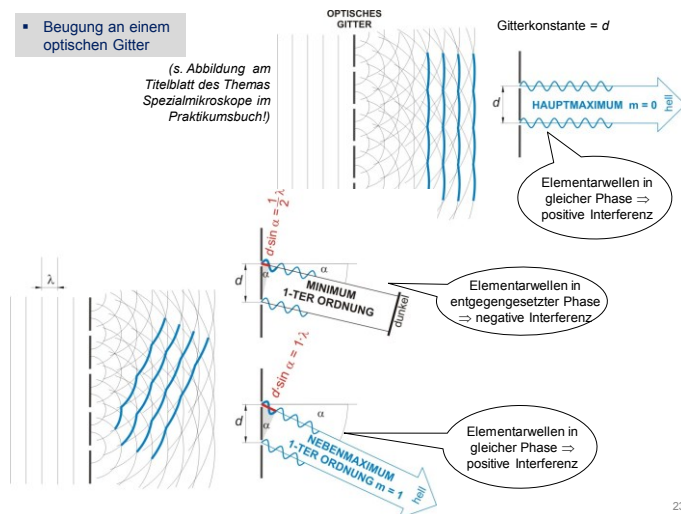 ▪ Beugung an einem
optischen Gitter
(s. Abbildung am
Titelblatt des Themas
Spezialmikroskope im
Praktikumsbuch!)
OPTISCHES
GITTER
Gitterkonstante = d
d
HAUPTMAXIMUM m = 0
hell
Elementarwellen in
gleicher Phase ⇒
positive Interferenz
λ
d·sin α = 1/2 λ
d
α
α
MINIMUM
1-TER ORDNUNG
dunkel
Elementarwellen in
entgegengesetzter Phase
⇒ negative Interferenz
d·sin α = 1·λ
d
α
α
NEBENMAXIMUM
1-TER ORDNUNG m = 1
hell
Elementarwellen in
gleicher Phase ⇒
positive Interferenz
23